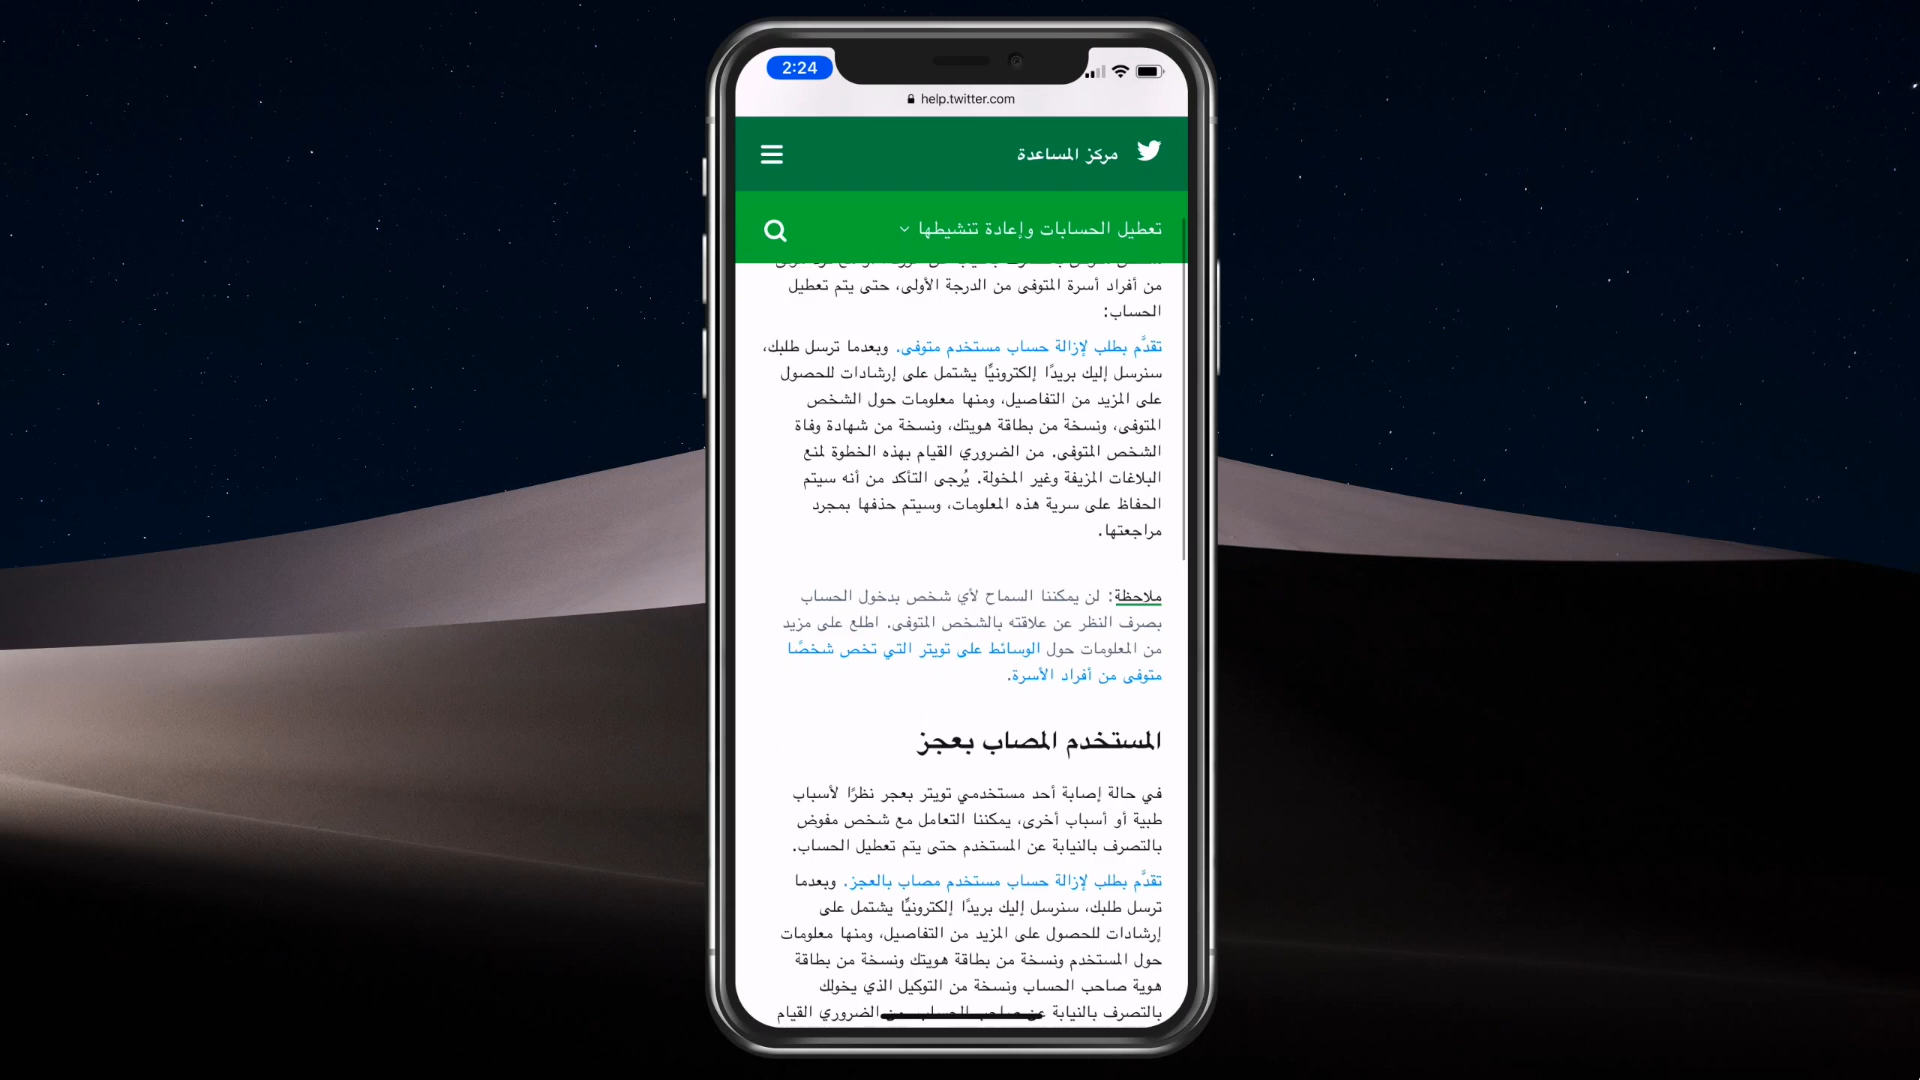 2:24
help.twitter.com
مركز المساعدة
تعطيل الحسابات وإعادة تنشيطها
من أفراد أسرة المتوفى من الدرجة الأولى، حتى يتم تعطيل
الحساب:
تقدَّم بطلب لإزالة حساب مستخدم متوفى. وبعدما ترسل طلبك،
سنرسل إليك بريدًا إلكترونيًّا يشتمل على إرشادات للحصول
على المزيد من التفاصيل، ومنها معلومات حول الشخص
المتوفى، ونسخة من بطاقة هويتك، ونسخة من شهادة وفاة
الشخص المتوفى. من الضروري القيام بهذه الخطوة لمنع
البلاغات المزيفة وغير المخولة. يُرجى التأكد من أنه سيتم
الحفاظ على سرية هذه المعلومات، وسيتم حذفها بمجرد
مراجعتها.
ملاحظة: لن يمكننا السماح لأي شخص بدخول الحساب
بصرف النظر عن علاقته بالشخص المتوفى. اطلع على مزيد
من المعلومات حول الوسائط على تويتر التي تخص شخصًا
متوفى من أفراد الأسرة.
المستخدم المصاب بعجز
في حالة إصابة أحد مستخدمي تويتر بعجر نظرًا لأسباب
طبية أو أسباب أخرى، يمكننا التعامل مع شخص مفوض
بالتصرف بالنيابة عن المستخدم حتى يتم تعطيل الحساب.
تقدَّم بطلب لإزالة حساب مستخدم مصاب بالعجز. وبعدما
ترسل طلبك، سنرسل إليك بريدًا إلكترونيًّا يشتمل على
إرشادات للحصول على المزيد من التفاصيل، ومنها معلومات
حول المستخدم ونسخة من بطاقة هويتك ونسخة من بطاقة
هوية صاحب الحساب ونسخة من التوكيل الذي يخولك
بالتصرف بالنيابة عن صاحب الحساب. من الضروري القيام